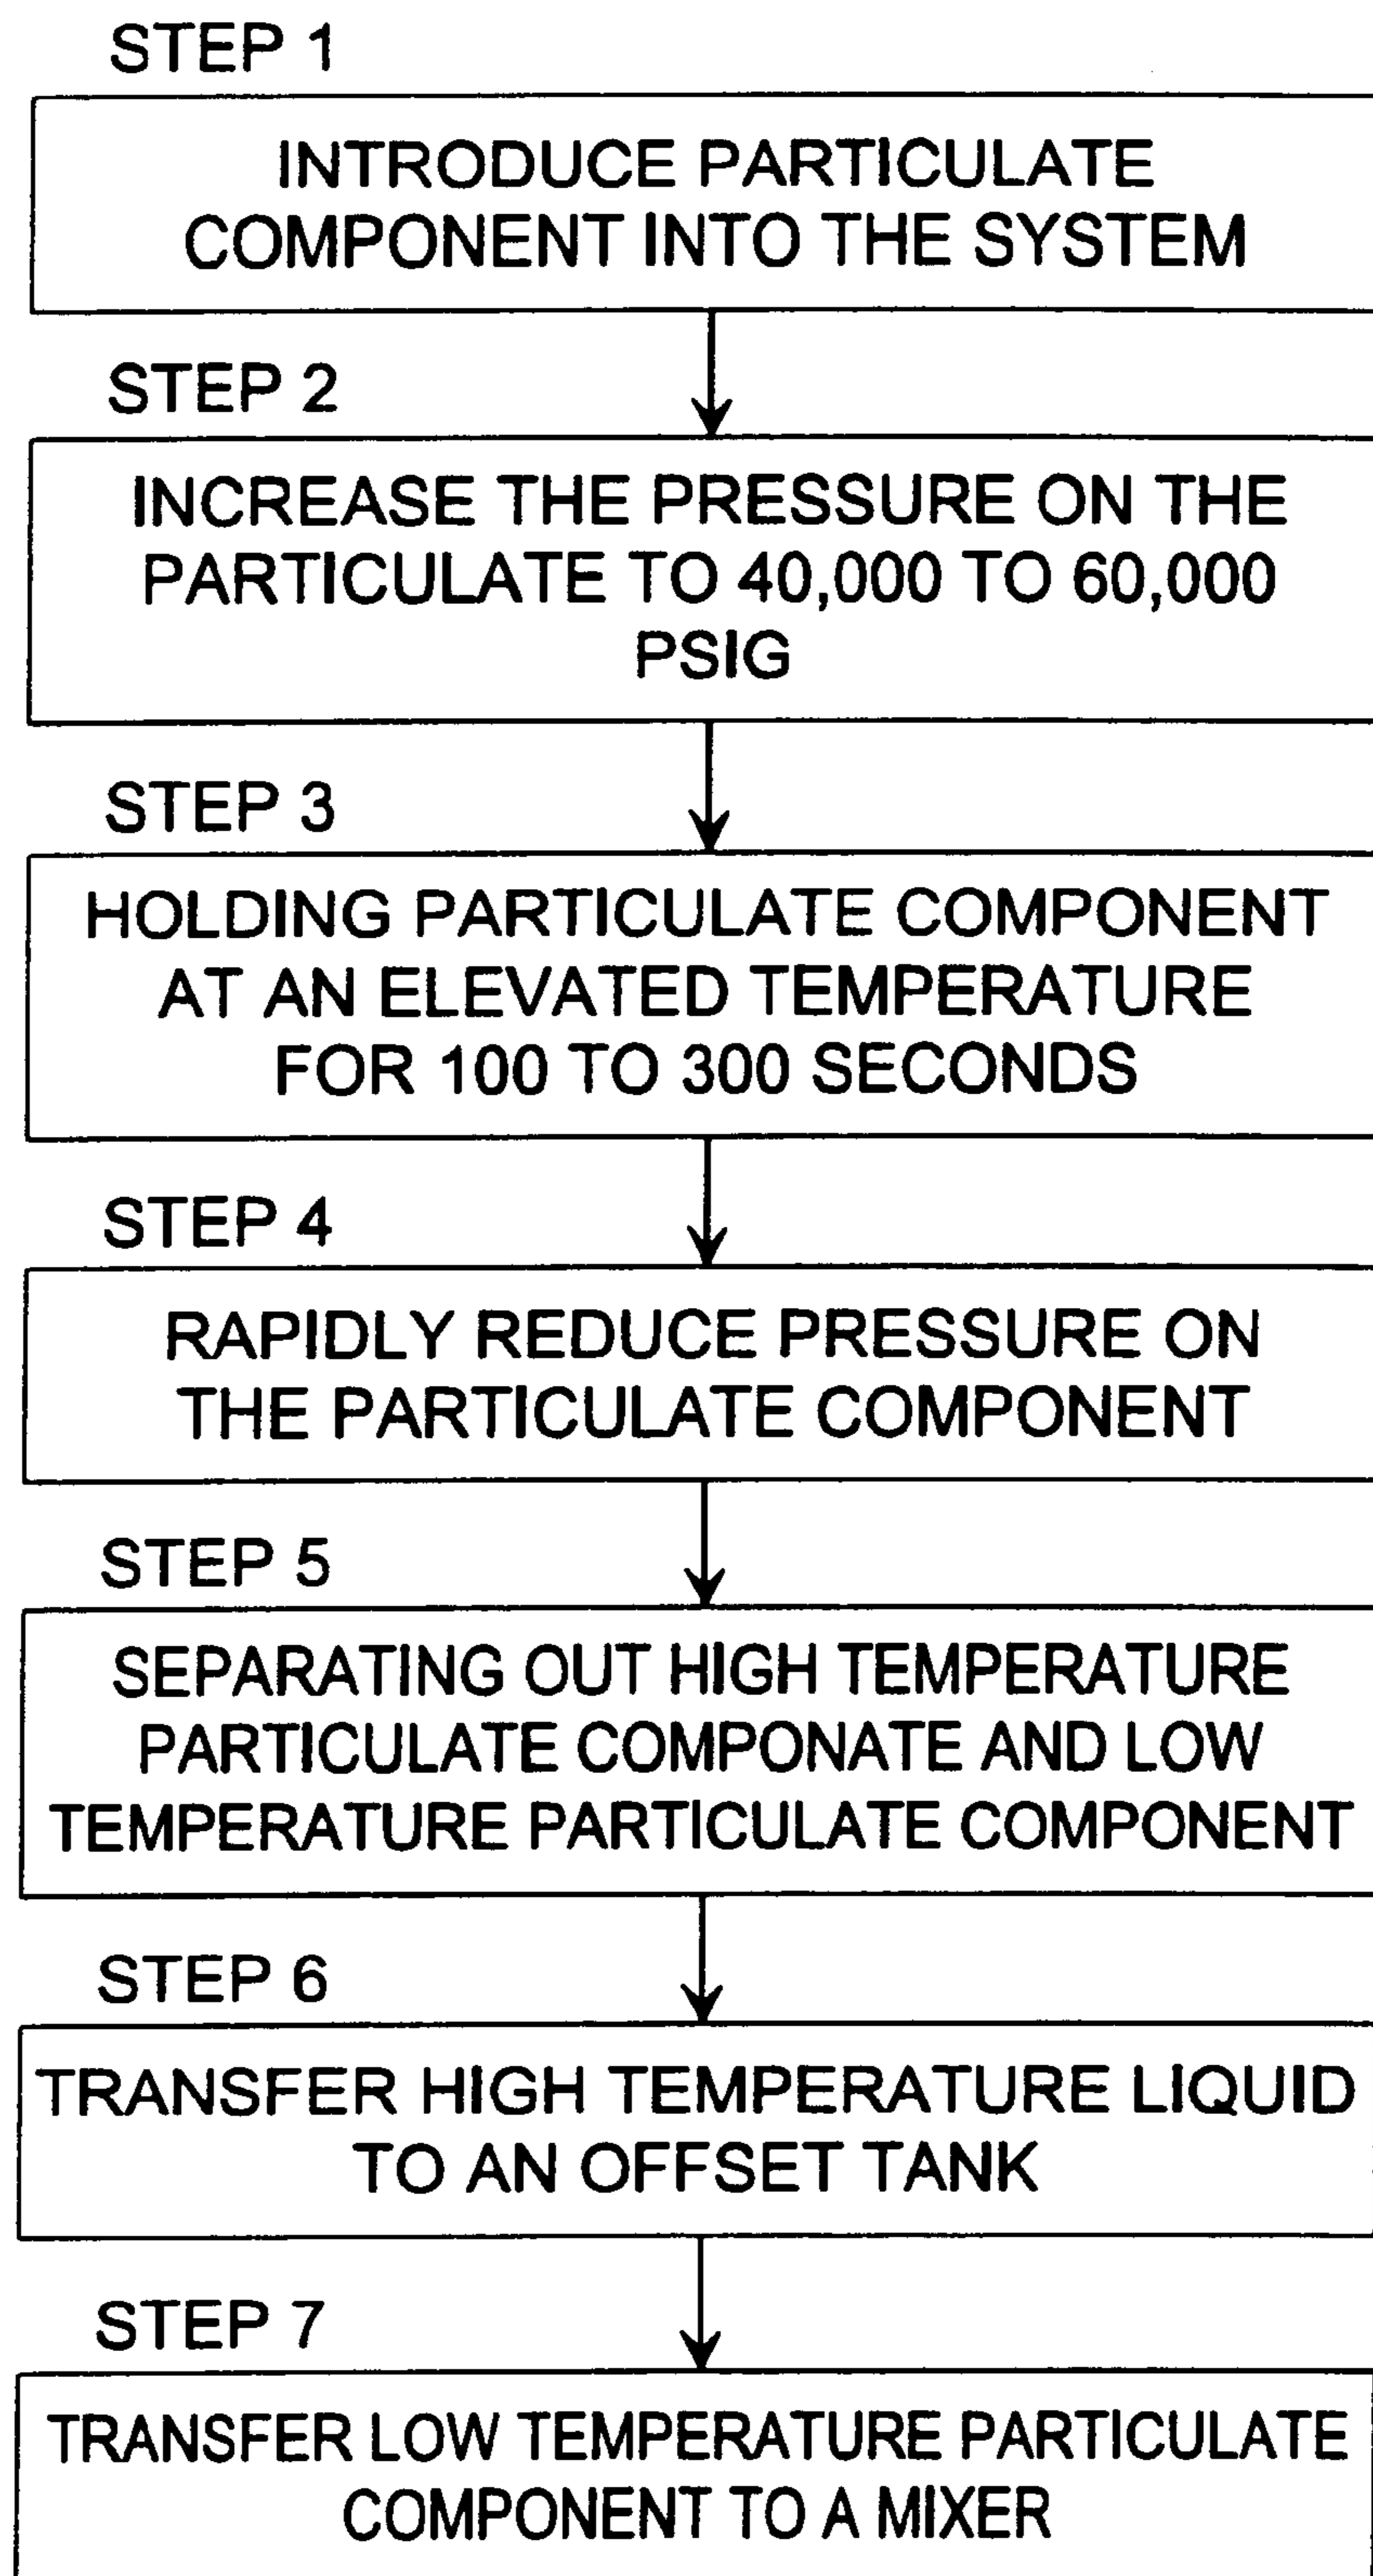 STEP 1
INTRODUCE PARTICULATE
COMPONENT INTO THE SYSTEM
STEP 2
INCREASE THE PRESSURE ON THE
PARTICULATE TO 40,000 TO 60,000
PSIG
STEP 3
HOLDING PARTICULATE COMPONENT
AT AN ELEVATED TEMPERATURE
FOR 100 TO 300 SECONDS
STEP 4
RAPIDLY REDUCE PRESSURE ON
THE PARTICULATE COMPONENT
STEP 5
SEPARATING OUT HIGH TEMPERATURE
PARTICULATE COMPONATE AND LOW
TEMPERATURE PARTICULATE COMPONENT
STEP 6
TRANSFER HIGH TEMPERATURE LIQUID
TO AN OFFSET TANK
STEP 7
TRANSFER LOW TEMPERATURE PARTICULATE
COMPONENT TO A MIXER